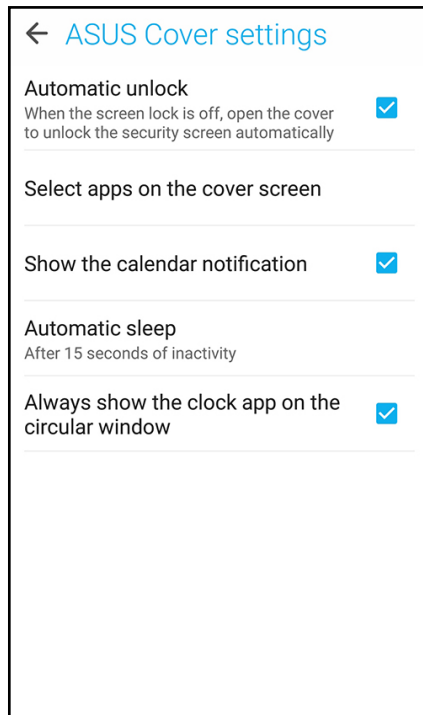 ASUS Cover settings
Automatic unlock
When the screen lock is off, open the cover
to unlock the security screen automatically
Select apps on the cover screen
Show the calendar notification
Automatic sleep
After 15 seconds of inactivity
Always show the clock app on the
circular window